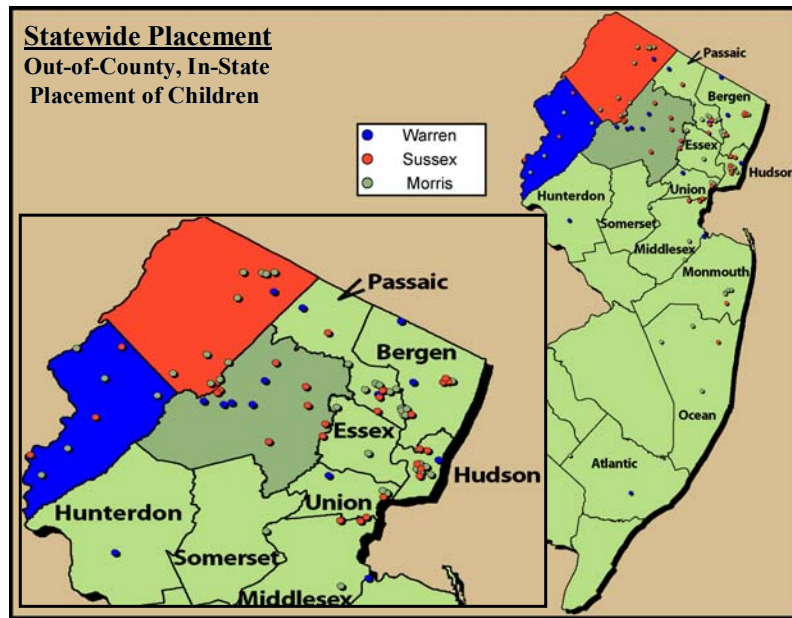 Statewide Placement
Out-of-County, In-State
Placement of Children
Warren
Sussex
Morris
Passaic
Bergen
Essex
Hudson
Union
Hunterdon
Somerset
Middlesex
Monmouth
Ocean
Atlantic
Passaic
Bergen
Essex
Hudson
Union
Hunterdon
Somerset
Middlesex